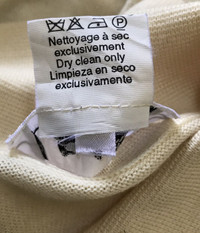 P
Nettoyage à sec
exclusivement
Dry clean only
Limpieza en seco
exclusivamente